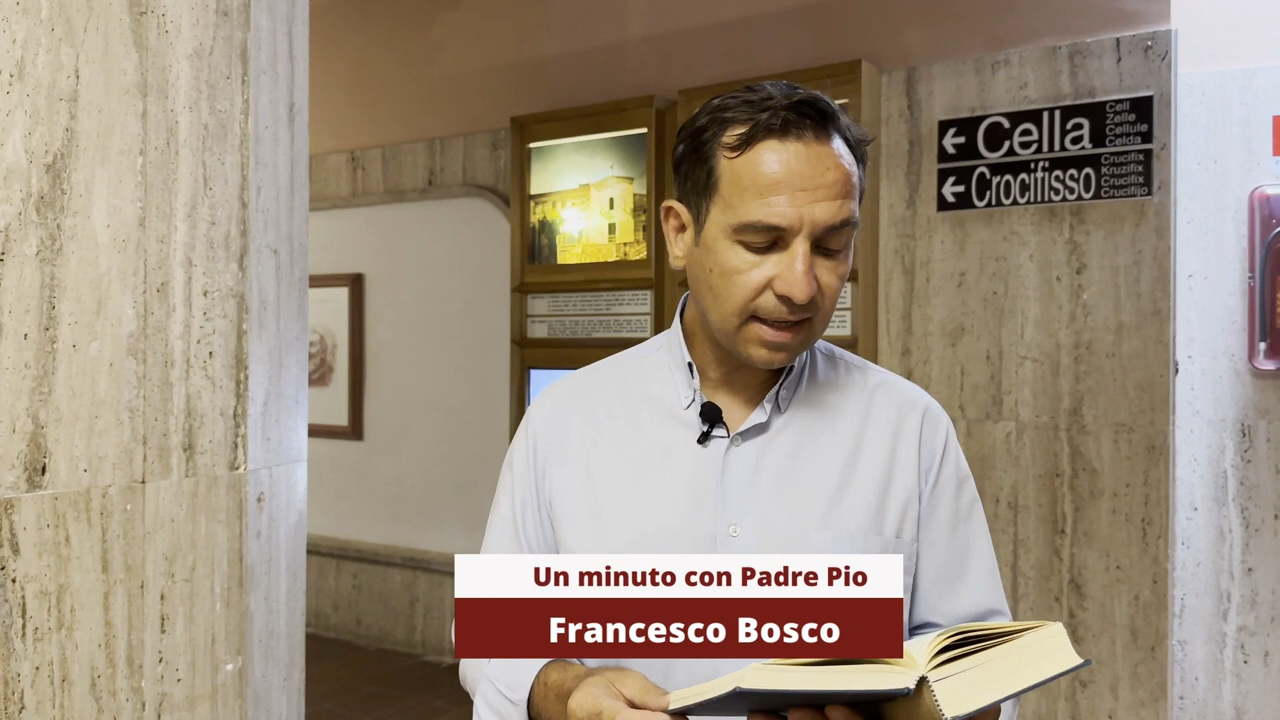 Cella
Cell
Zelle
Cellule
Celda
Crocifisso
Crucifix
Kruzifix
Crucifix
Crucifijo
Un minuto con Padre Pio
Francesco Bosco